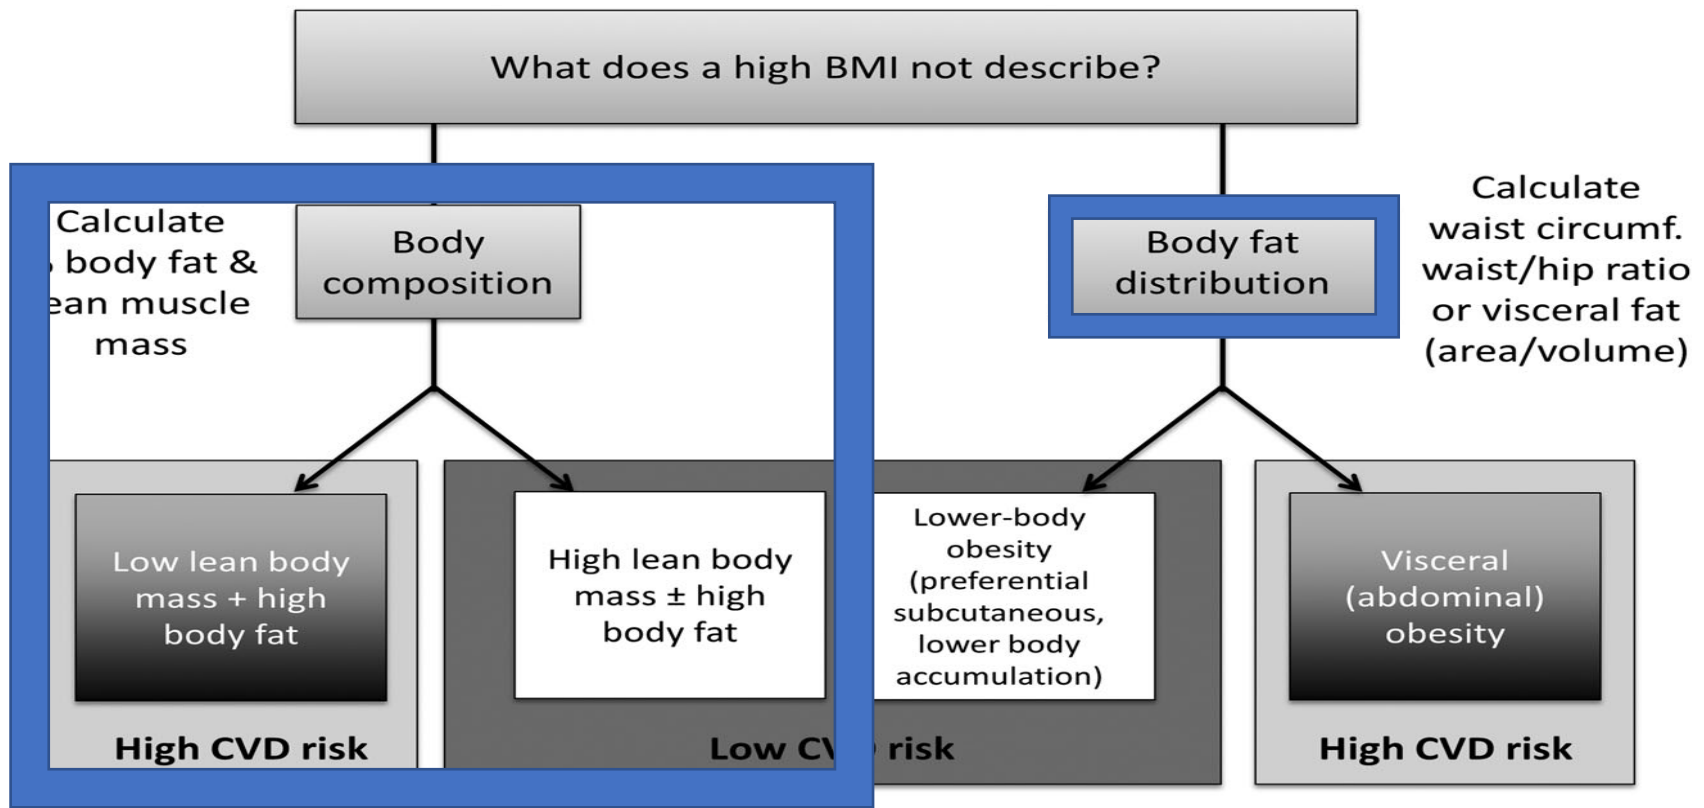 What does a high BMI not describe?
Calculate
body fat &
mass
Body
composition
Body fat
distribution
Calculate
waist circumf.
waist/hip ratio
or visceral fat
(area/volume)
Low lean body
mass + high
body fat
High lean body
mass ± high
body fat
Lower-body
obesity
(preferential
subcutaneous,
lower body
accumulation)
Visceral
(abdominal)
obesity
High CVD risk
Low risk
High CVD risk